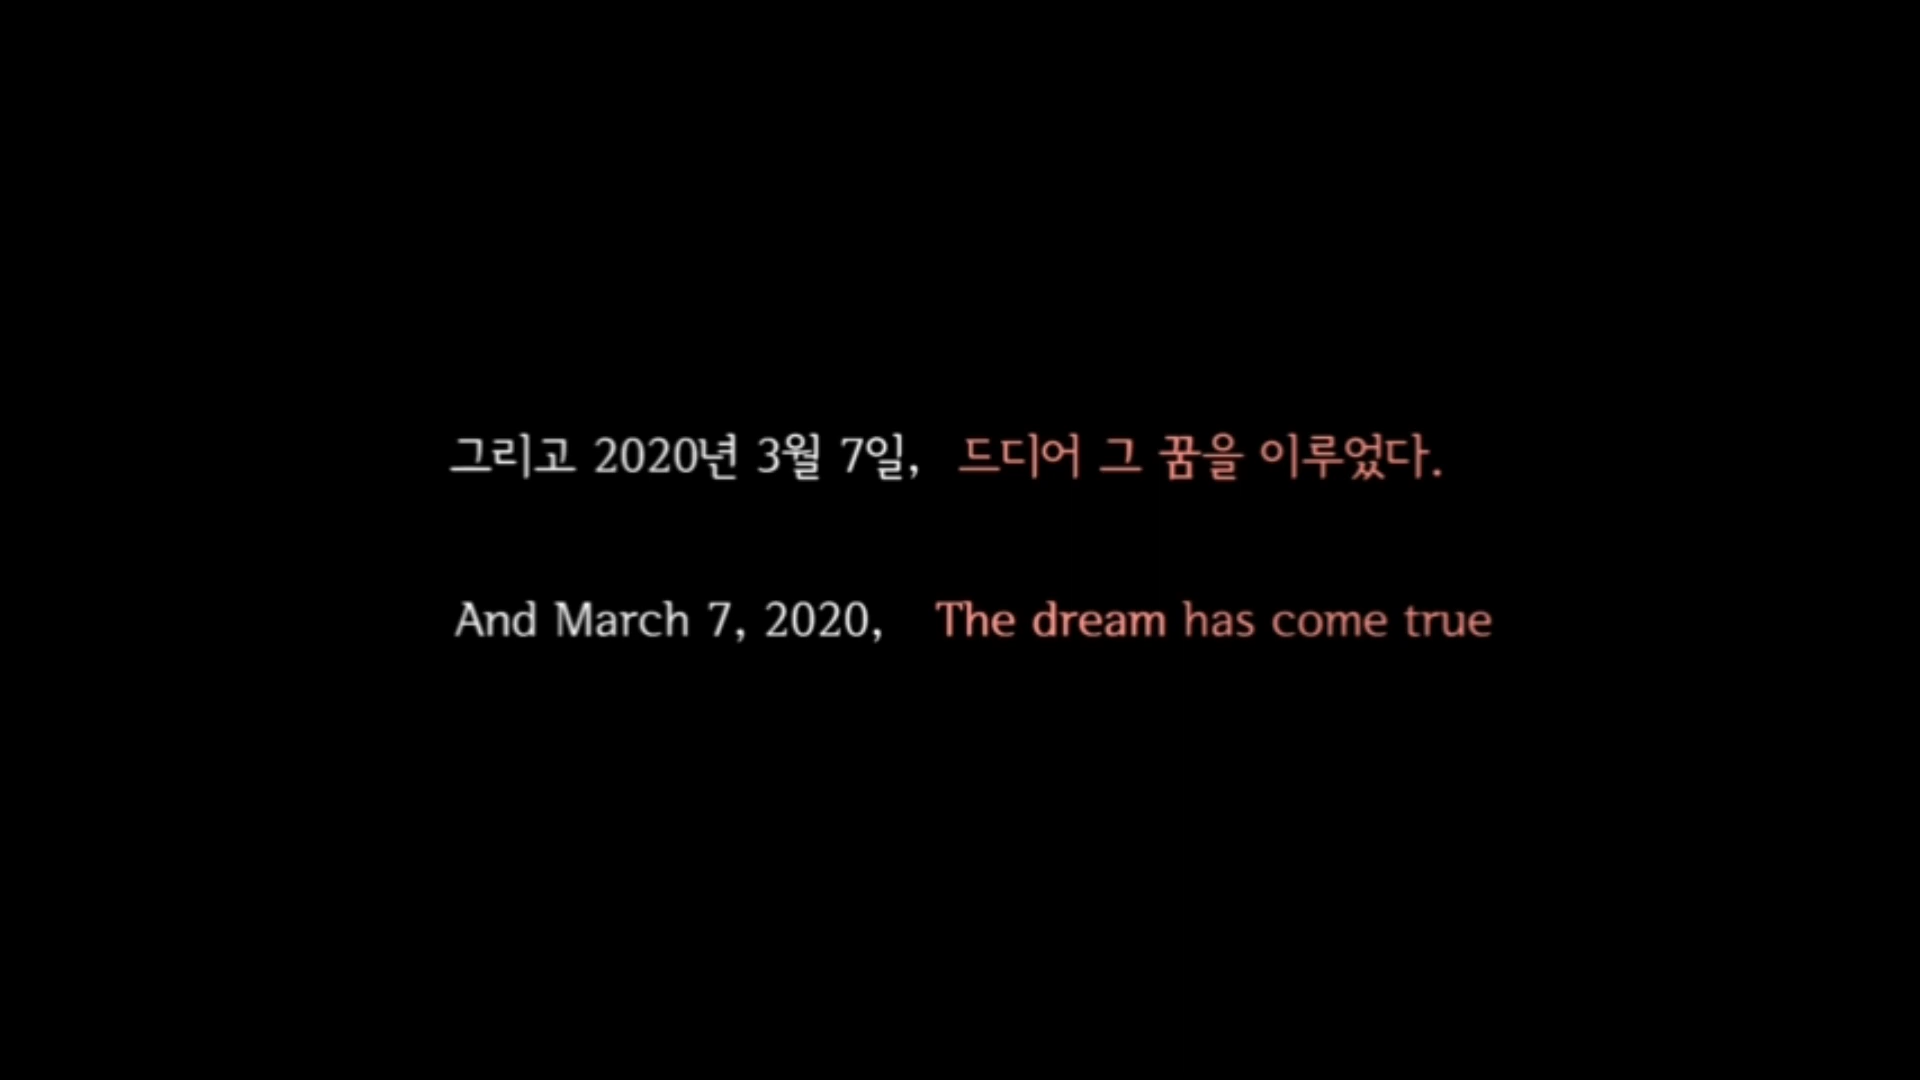 그리고 2020년 3월 7일, 드디어 그 꿈을 이루었다.
And March 7, 2020, The dream has come true